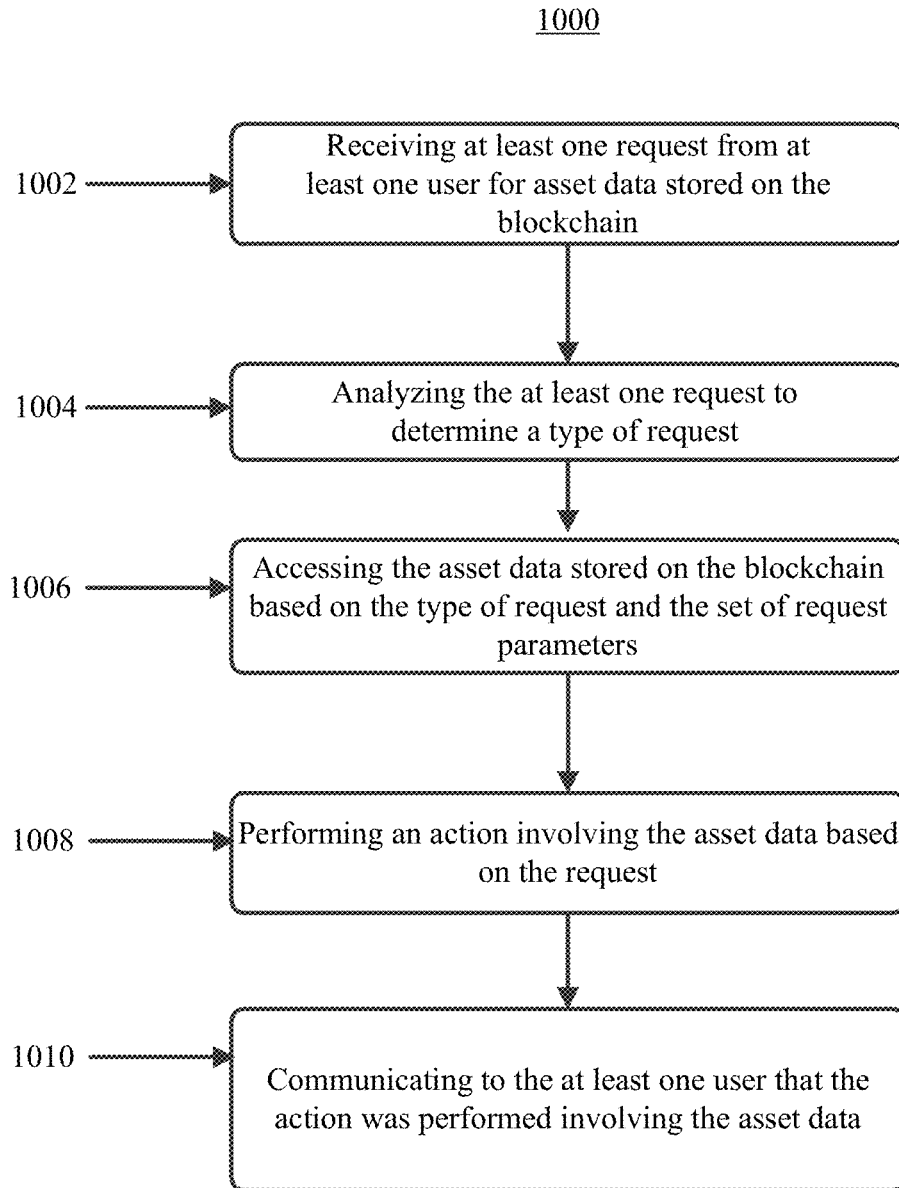 1000
1002
Receiving at least one request from at
least one user for asset data stored on the
blockchain
1004
Analyzing the at least one request to
determine a type of request
1006
Accessing the asset data stored on the blockchain
based on the type of request and the set of request
parameters
1008
Performing an action involving the asset data based
on the request
1010
Communicating to the at least one user that the
action was performed involving the asset data